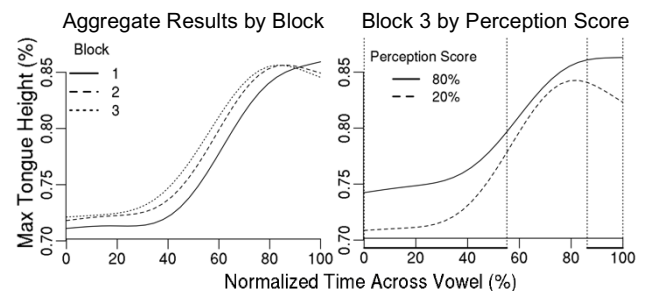 Aggregate Results by Block
Block 3 by Perception Score
Max Tongue Height (%)
0.85
0.80
0.75
0.70
Block
1
2
3
0 20 40 60 80 100
0.85
0.80
0.75
0.70
Perception Score
80%
20%
0 20 40 60 80 100
Normalized Time Across Vowel (%)